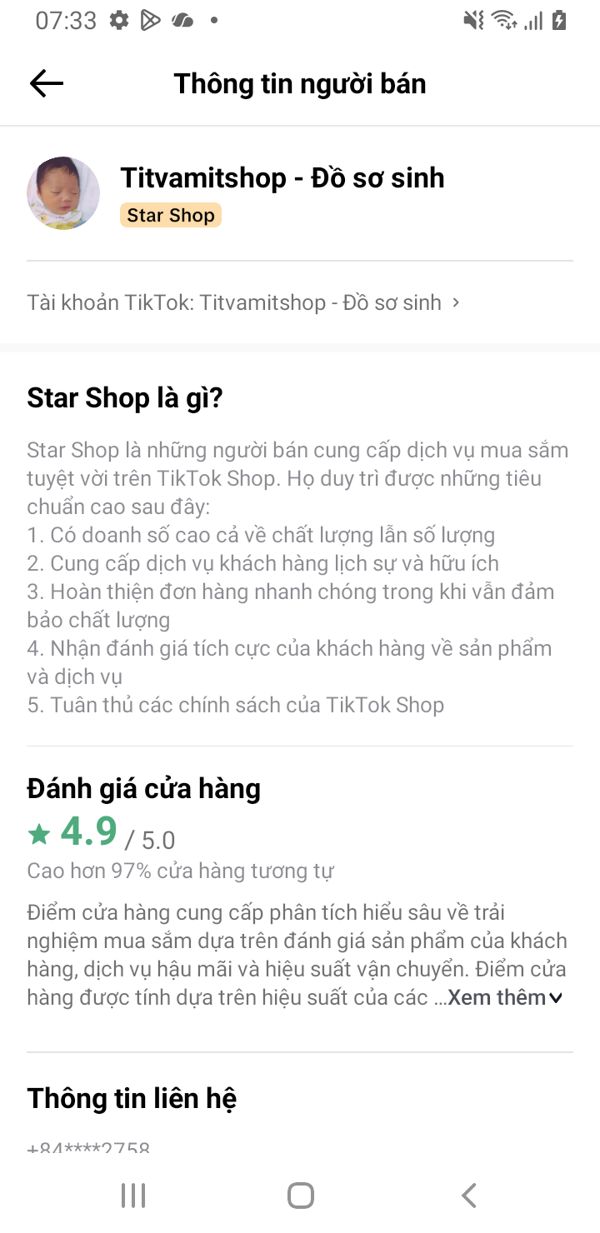 07:33
Thông tin người bán
Titvamitshop - Đồ sơ sinh
Star Shop
Tài khoản TikTok: Titvamitshop - Đồ sơ sinh
Star Shop là gì?
Star Shop là những người bán cung cấp dịch vụ mua sắm
tuyệt vời trên TikTok Shop. Họ duy trì được những tiêu
chuẩn cao sau đây:
1. Có doanh số cao cả về chất lượng lẫn số lượng
2. Cung cấp dịch vụ khách hàng lịch sự và hữu ích
3. Hoàn thiện đơn hàng nhanh chóng trong khi vẫn đảm
bảo chất lượng
4. Nhận đánh giá tích cực của khách hàng về sản phẩm
và dịch vụ
5. Tuân thủ các chính sách của TikTok Shop
Đánh giá cửa hàng
4.9 / 5.0
Cao hơn 97% cửa hàng tương tự
Điểm cửa hàng cung cấp phân tích hiểu sâu về trải
nghiệm mua sắm dựa trên đánh giá sản phẩm của khách
hàng, dịch vụ hậu mãi và hiệu suất vận chuyển. Điểm cửa
hàng được tính dựa trên hiệu suất của các ...Xem thêm
Thông tin liên hệ
+84****2758